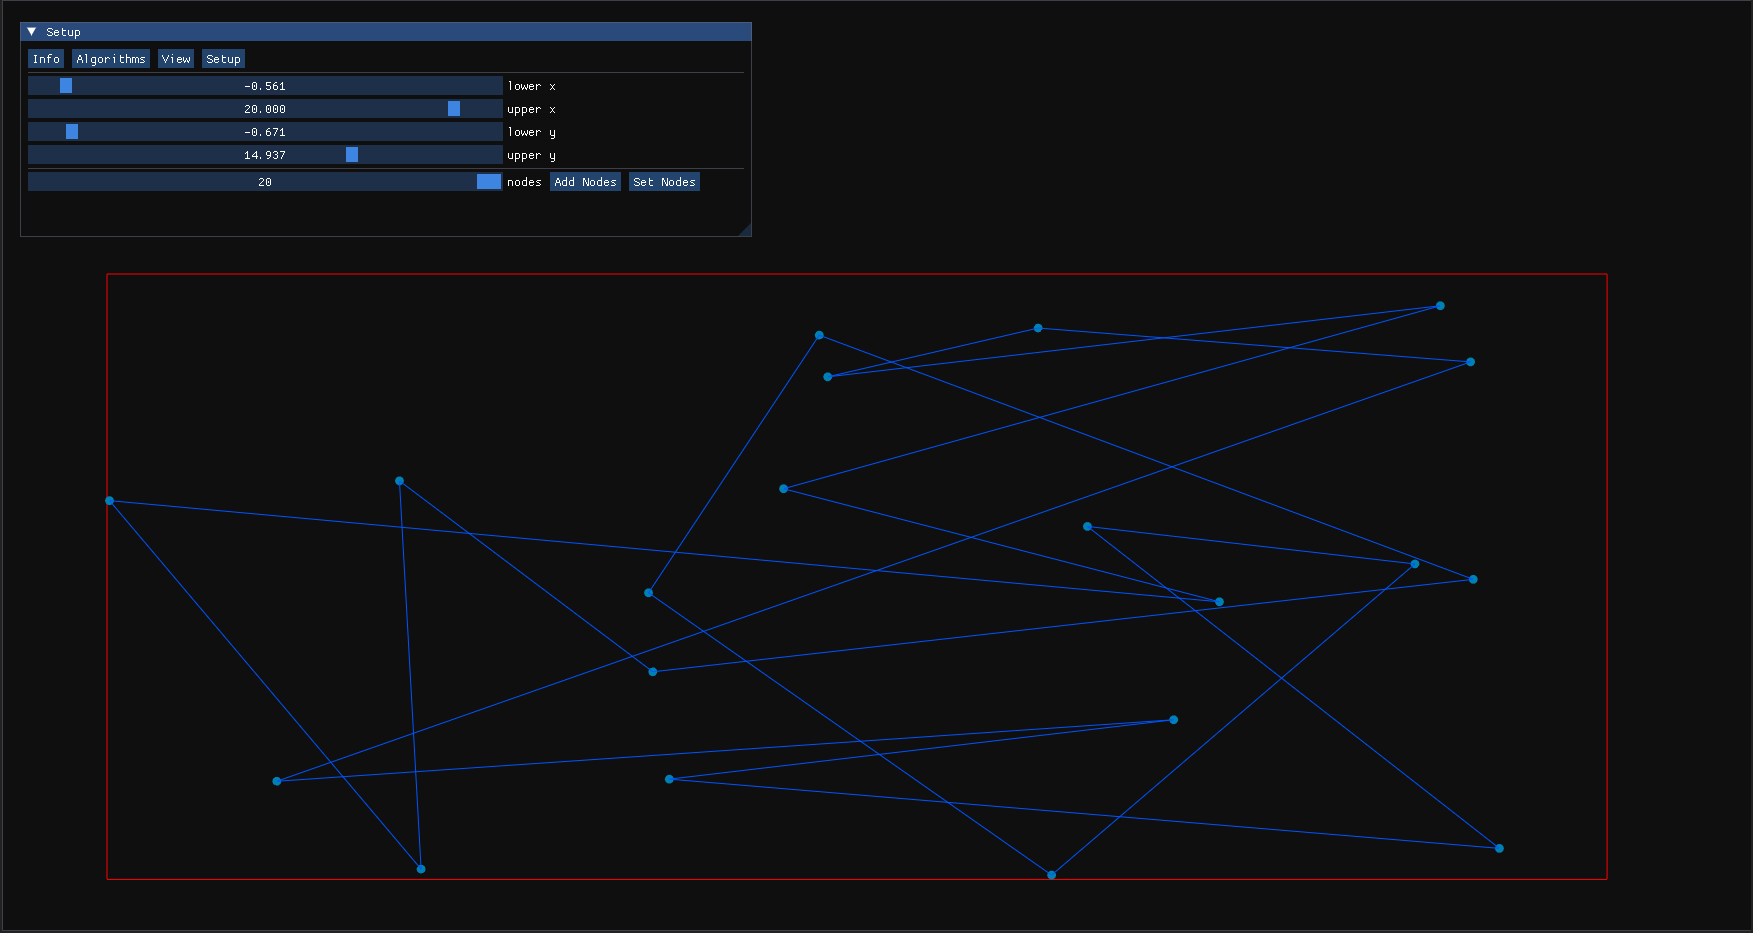 Setup
Info Algorithms View Setup
-0.561 lower x
20.000 upper x
-0.671 lower y
14.937 upper y
20 nodes Add Nodes Set Nodes